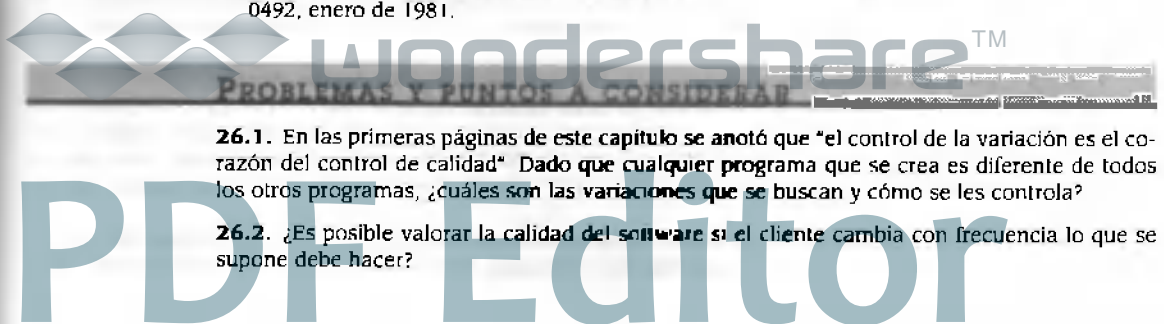 0492, enero de 1981.
wondershare™
PROBLEMAS Y PUNTOS A CONSIDERAR
26.1. En las primeras páginas de este capítulo se anotó que "el control de la variación es el co-
razón del control de calidad" Dado que cualquier programa que se crea es diferente de todos
los otros programas, ¿cuáles son las variaciones que se buscan y cómo se les controla?
26.2. ¿Es posible valorar la calidad del software si el cliente cambia con frecuencia lo que se
supone debe hacer?
PDF Editor